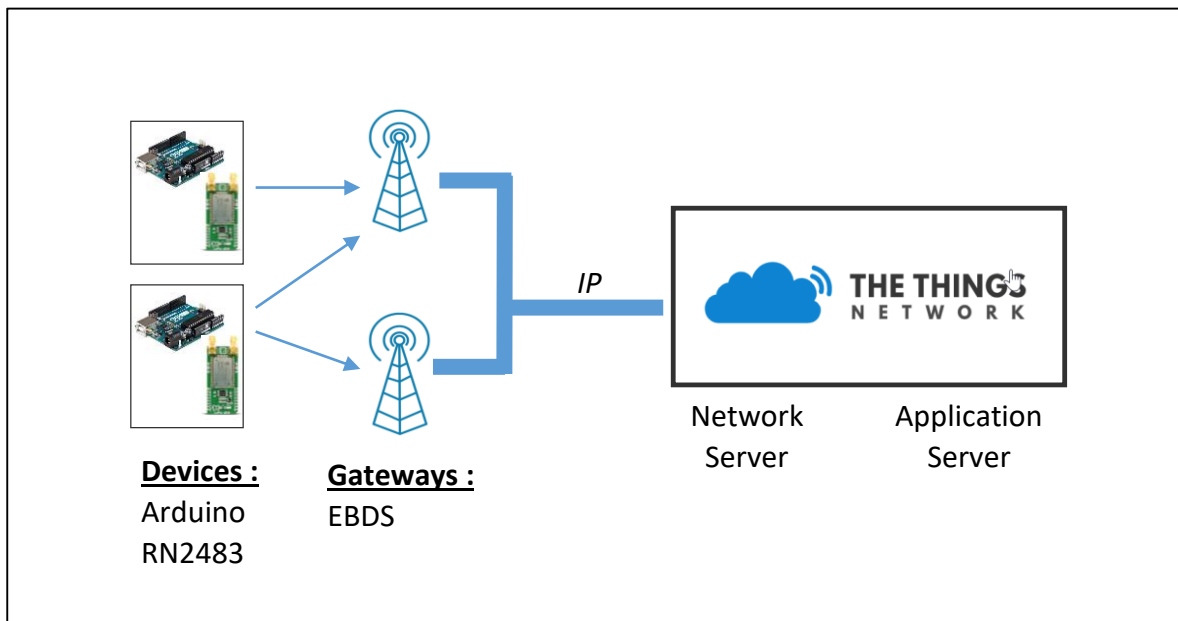 IP
THE THINGS
NETWORK
Network
Server
Application
Server
Devices :
Arduino
RN2483
Gateways :
EBDS